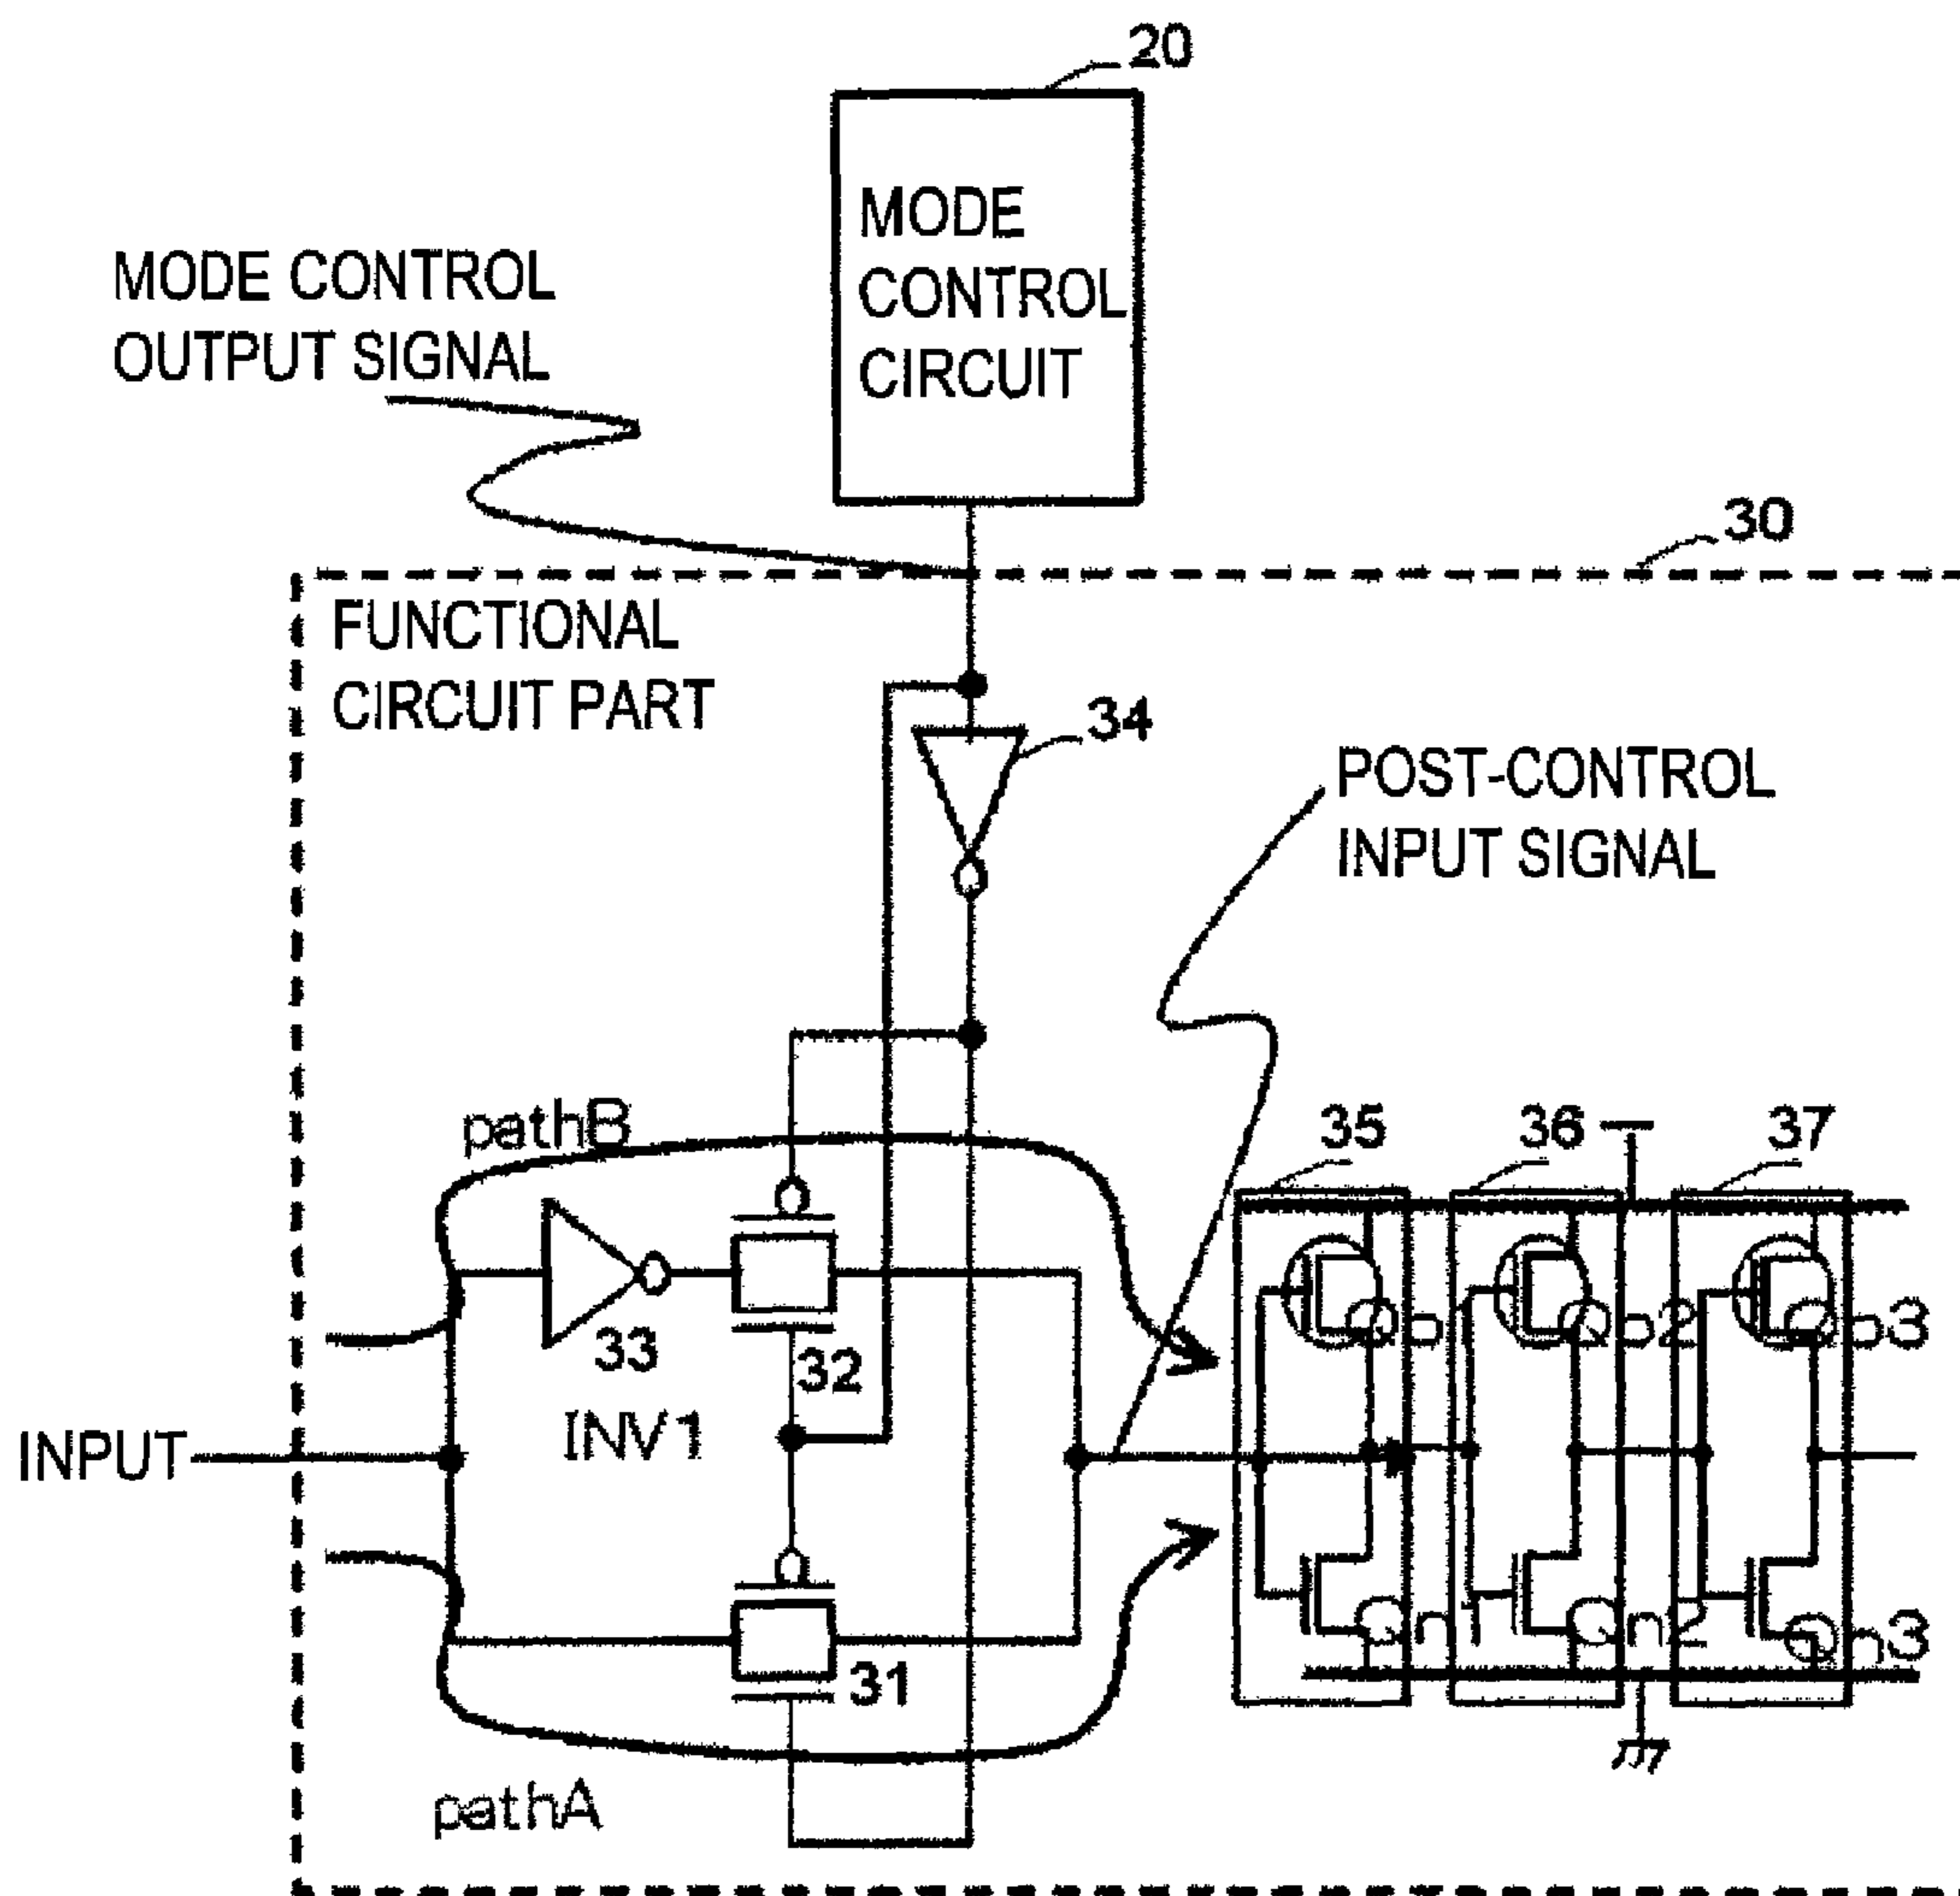 20
MODE
CONTROL
CIRCUIT
MODE CONTROL
OUTPUT SIGNAL
30
FUNCTIONAL
CIRCUIT PART
34
POST-CONTROL
INPUT SIGNAL
pathB
35
36
37
33
32
INV1
Qp1
Qp2
Qp3
INPUT
31
Qn1
Qn2
Qn3
pathA